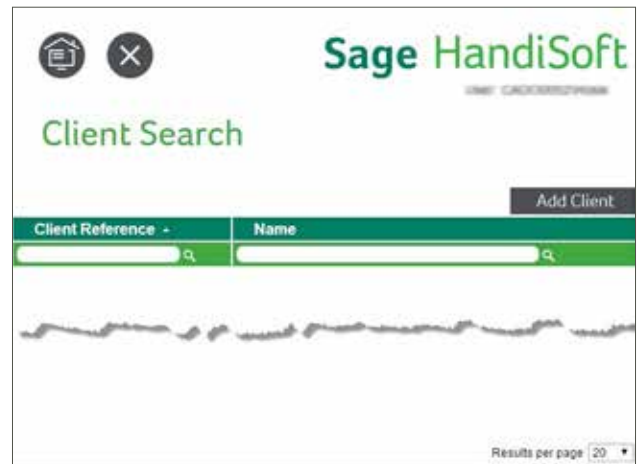 Sage HandiSoft
Client Search
Add Client
Client Reference Name
Results per page 20